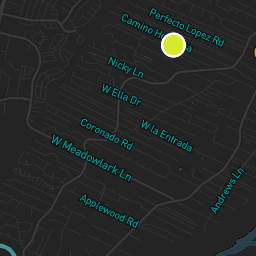 Perfecto Lopez Rd
Camino H
Nicky Ln
W Ella Dr
W la Entrada
Coronado Rd
W Meadowlark Ln
Andrews Ln
Applewood Rd